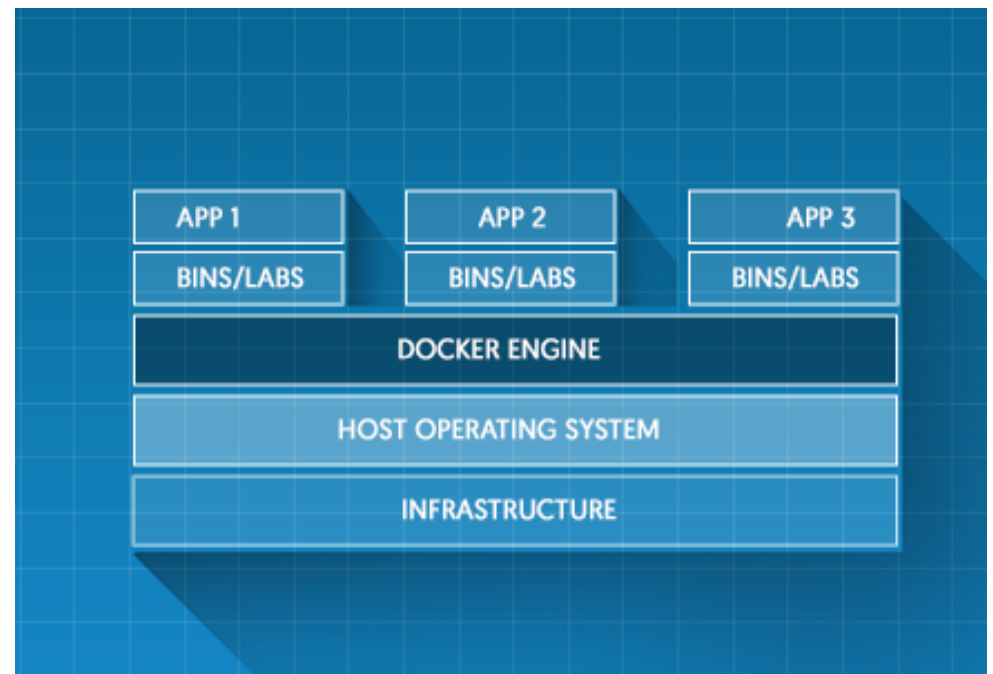 APP 1 APP 2 APP 3
BINS/LABS BINS/LABS BINS/LABS
DOCKER ENGINE
HOST OPERATING SYSTEM
INFRASTRUCTURE